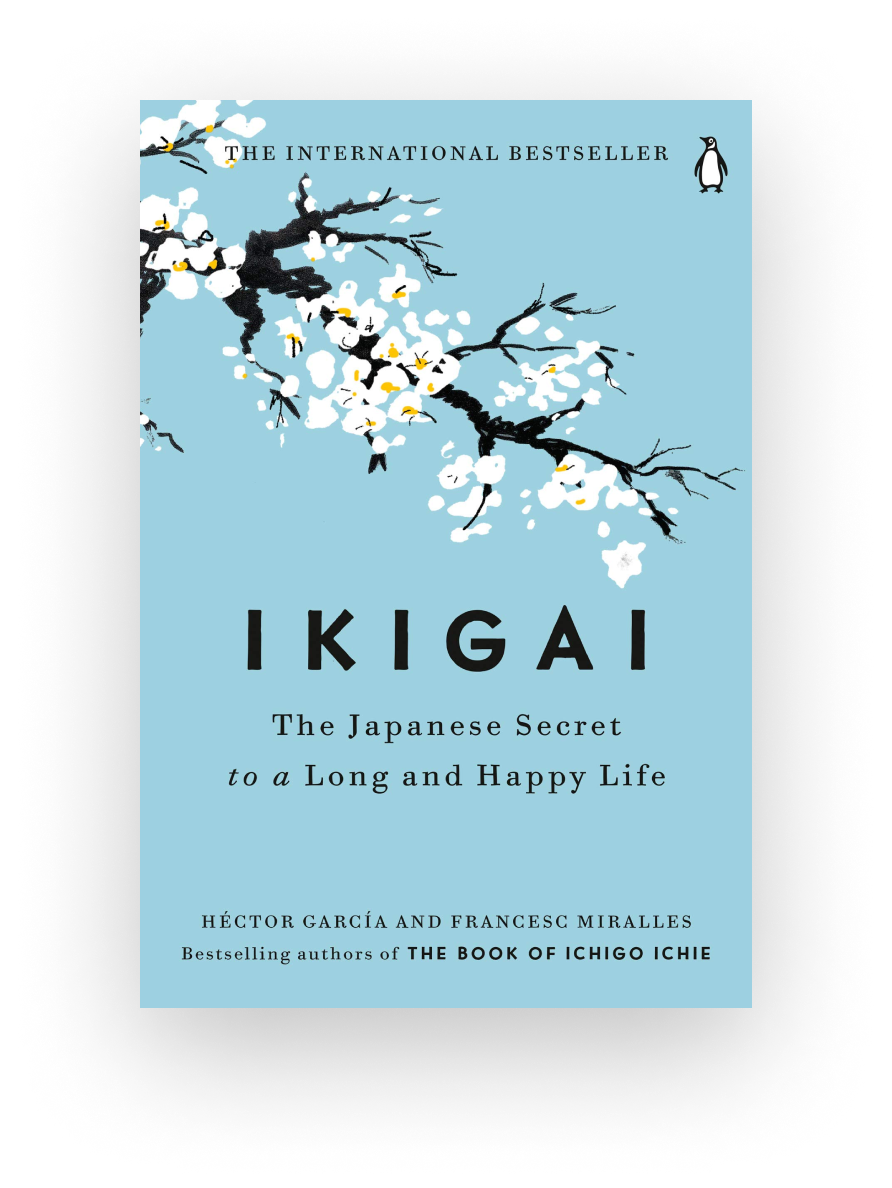 THE INTERNATIONAL BESTSELLER
IKIGAI
The Japanese Secret
to a Long and Happy Life
HÉCTOR GARCÍA AND FRANCESC MIRALLES
Bestselling authors of THE BOOK OF ICHIGO ICHIE